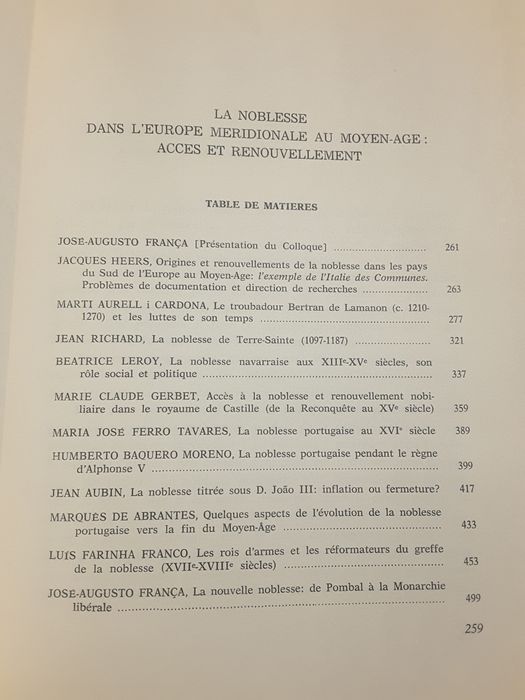 LA NOBLESSE
DANS L'EUROPE MERIDIONALE AU MOYEN-AGE:
ACCES ET RENOUVELLEMENT
TABLE DE MATIERES
JOSÉ-AUGUSTO FRANÇA [Présentation du Colloque] ............................ 261
JACQUES HEERS, Origines et renouvellements de la noblesse dans les pays
du Sud de l'Europe au Moyen-Age: l'exemple de l'Italie des Communes.
Problèmes de documentation et direction de recherches .................... 263
MARTI AURELL i CARDONA, Le troubadour Bertran de Lamanon (c. 1210-
1270) et les luttes de son temps .................................................... 277
JEAN RICHARD, La noblesse de Terre-Sainte (1097-1187) ....................... 321
BEATRICE LEROY, La noblesse navarraise aux XIIIe-XVe siècles, son
rôle social et politique ...................................................................... 337
MARIE CLAUDE GERBET, Accès à la noblesse et renouvellement nobi-
liaire dans le royaume de Castille (de la Reconquête au XVe siècle) 359
MARIA JOSÉ FERRO TAVARES, La noblesse portugaise au XVIe siècle 389
HUMBERTO BAQUERO MORENO, La noblesse portugaise pendant le règne
d'Alphonse V ...................................................................................... 399
JEAN AUBIN, La noblesse titrée sous D. João III: inflation ou fermeture? 417
MARQUÊS DE ABRANTES, Quelques aspects de l'évolution de la noblesse
portugaise vers la fin du Moyen-Age ................................................ 433
LUÍS FARINHA FRANCO, Les rois d'armes et les réformateurs du greffe
de la noblesse (XVIIe-XVIIIe siècles) ................................................ 453
JOSÉ-AUGUSTO FRANÇA, La nouvelle noblesse: de Pombal à la Monarchie
libérale ................................................................................................ 499
259